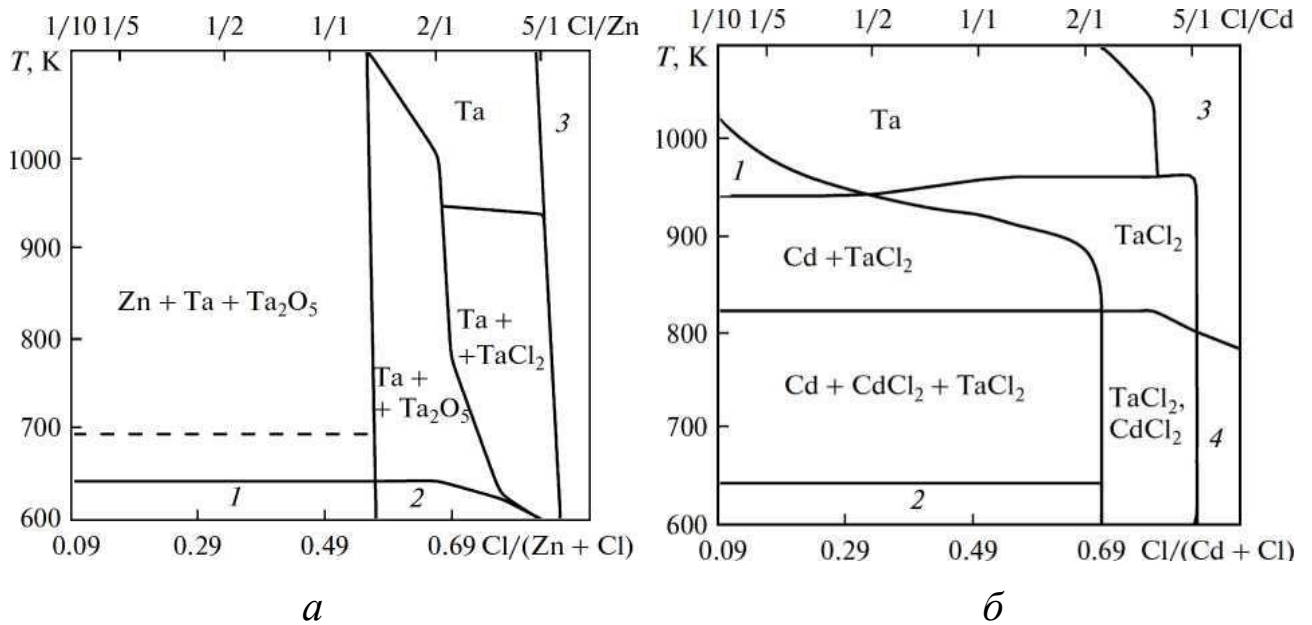 1/10 1/5 1/2 1/1 2/1 5/1 Cl/Zn
T, K
Ta
3
1000
900
Zn + Ta + Ta₂O₅
800
Ta +
+TaCl₂
Ta +
+ Ta₂O₅
700
1
2
600
0.09 0.29 0.49 0.69 Cl/(Zn + Cl)
а
1/10 1/5 1/2 1/1 2/1 5/1 Cl/Cd
T, K
3
Ta
1000
1
TaCl₂
900
Cd +TaCl₂
800
Cd + CdCl₂ + TaCl₂
TaCl₂,
CdCl₂
4
700
2
600
0.09 0.29 0.49 0.69 Cl/(Cd + Cl)
б